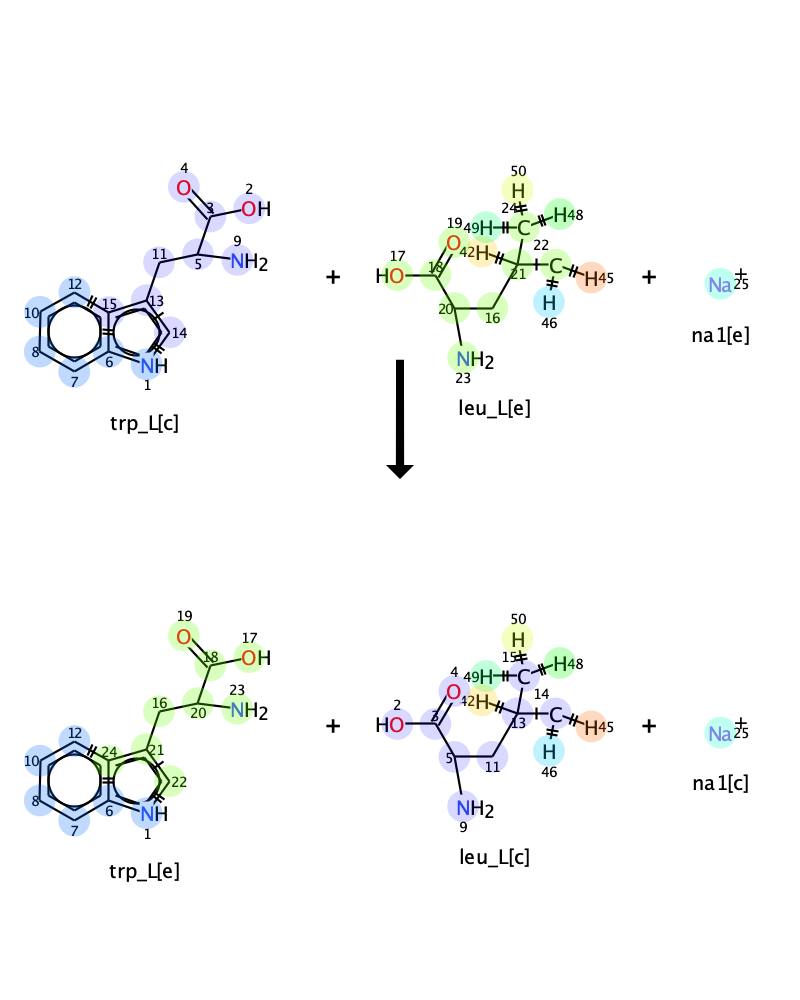 4
2
O
3
OH
9
11
5
NH2
12
15
13
10
14
8
6
NH
7
1
trp_L[c]
+
50
H
24
H48
49H
C
19
O
42
H
22
17
HO
18
21
C
H45
20
16
H
46
NH2
23
leu_L[e]
+
Na
+
25
na1[e]
19
17
O
18
OH
23
16
20
NH2
12
24
21
10
22
8
6
NH
7
1
trp_L[e]
+
50
H
15
H48
49H
C
4
O
42
H
14
2
HO
3
13
C
H45
5
11
H
46
NH2
9
leu_L[c]
+
Na
+
25
na1[c]